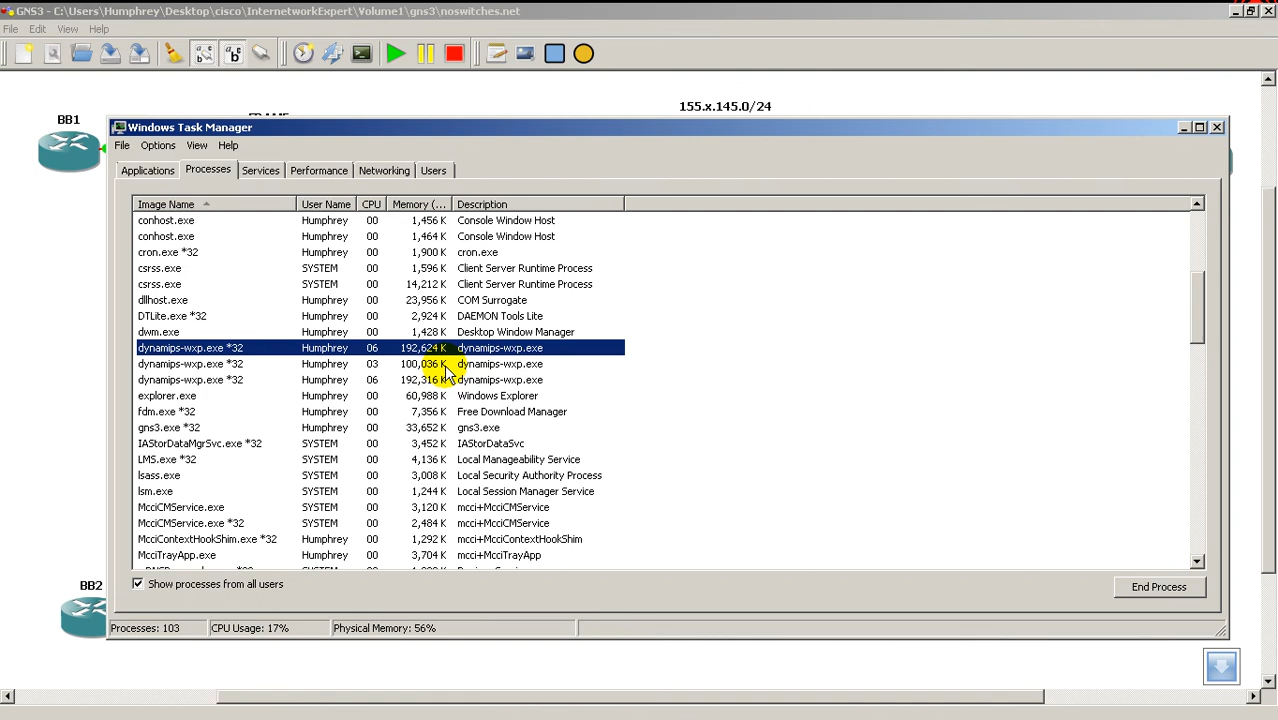 GNS3 - C:\Users\Humphrey\Desktop\cisco\InternetworkExpert\Volume1\gns3\noswitches.net
File Edit View Help
155.x.145.0/24
BB1
Windows Task Manager
File Options View Help
Applications Processes Services Performance Networking Users
Image Name User Name CPU Memory (... Description
conhost.exe Humphrey 00 1,456 K Console Window Host
conhost.exe Humphrey 00 1,464 K Console Window Host
cron.exe *32 Humphrey 00 1,900 K cron.exe
csrss.exe SYSTEM 00 1,596 K Client Server Runtime Process
csrss.exe SYSTEM 00 14,212 K Client Server Runtime Process
dllhost.exe Humphrey 00 23,956 K COM Surrogate
DTLite.exe *32 Humphrey 00 2,924 K DAEMON Tools Lite
dwm.exe Humphrey 00 1,428 K Desktop Window Manager
dynamips-wxp.exe *32 Humphrey 06 192,624 K dynamips-wxp.exe
dynamips-wxp.exe *32 Humphrey 03 100,036 K dynamips-wxp.exe
dynamips-wxp.exe *32 Humphrey 06 192,316 K dynamips-wxp.exe
explorer.exe Humphrey 00 60,988 K Windows Explorer
fdm.exe *32 Humphrey 00 7,356 K Free Download Manager
gns3.exe *32 Humphrey 00 33,652 K gns3.exe
IAStorDataMgrSvc.exe *32 SYSTEM 00 3,452 K IAStorDataSvc
LMS.exe *32 SYSTEM 00 4,136 K Local Manageability Service
lsass.exe SYSTEM 00 3,008 K Local Security Authority Process
lsm.exe SYSTEM 00 1,244 K Local Session Manager Service
McciCMService.exe SYSTEM 00 3,120 K mcci+McciCMService
McciCMService.exe *32 SYSTEM 00 2,484 K mcci+McciCMService
McciContextHookShim.exe *32 Humphrey 00 1,292 K mcci+McciContextHookShim
McciTrayApp.exe Humphrey 00 3,704 K mcci+McciTrayApp
Show processes from all users
End Process
BB2
Processes: 103 CPU Usage: 17% Physical Memory: 56%